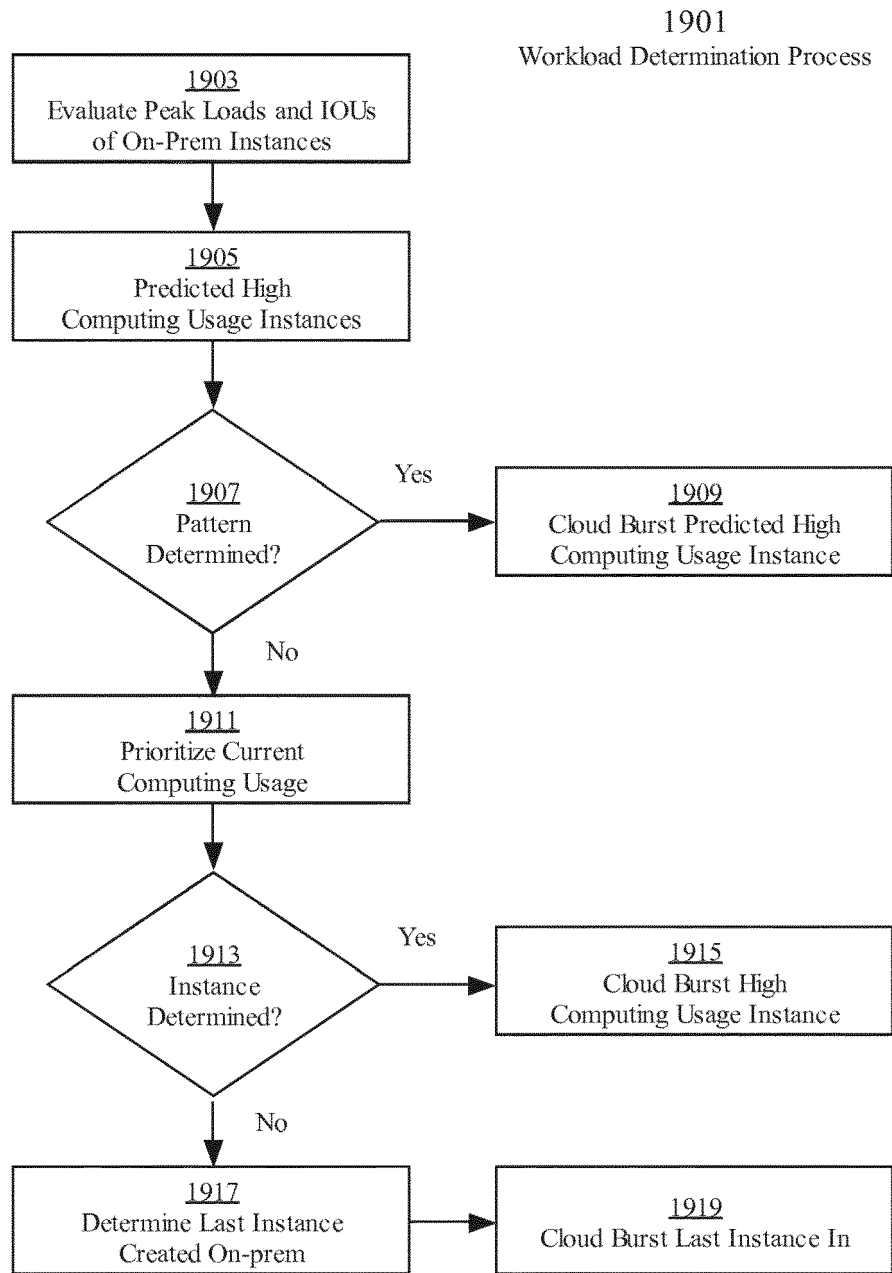 1901
Workload Determination Process
1903
Evaluate Peak Loads and IOUs
of On-Prem Instances
1905
Predicted High
Computing Usage Instances
1907
Pattern
Determined?
Yes
1909
Cloud Burst Predicted High
Computing Usage Instance
No
1911
Prioritize Current
Computing Usage
1913
Instance
Determined?
Yes
1915
Cloud Burst High
Computing Usage Instance
No
1917
Determine Last Instance
Created On-prem
1919
Cloud Burst Last Instance In